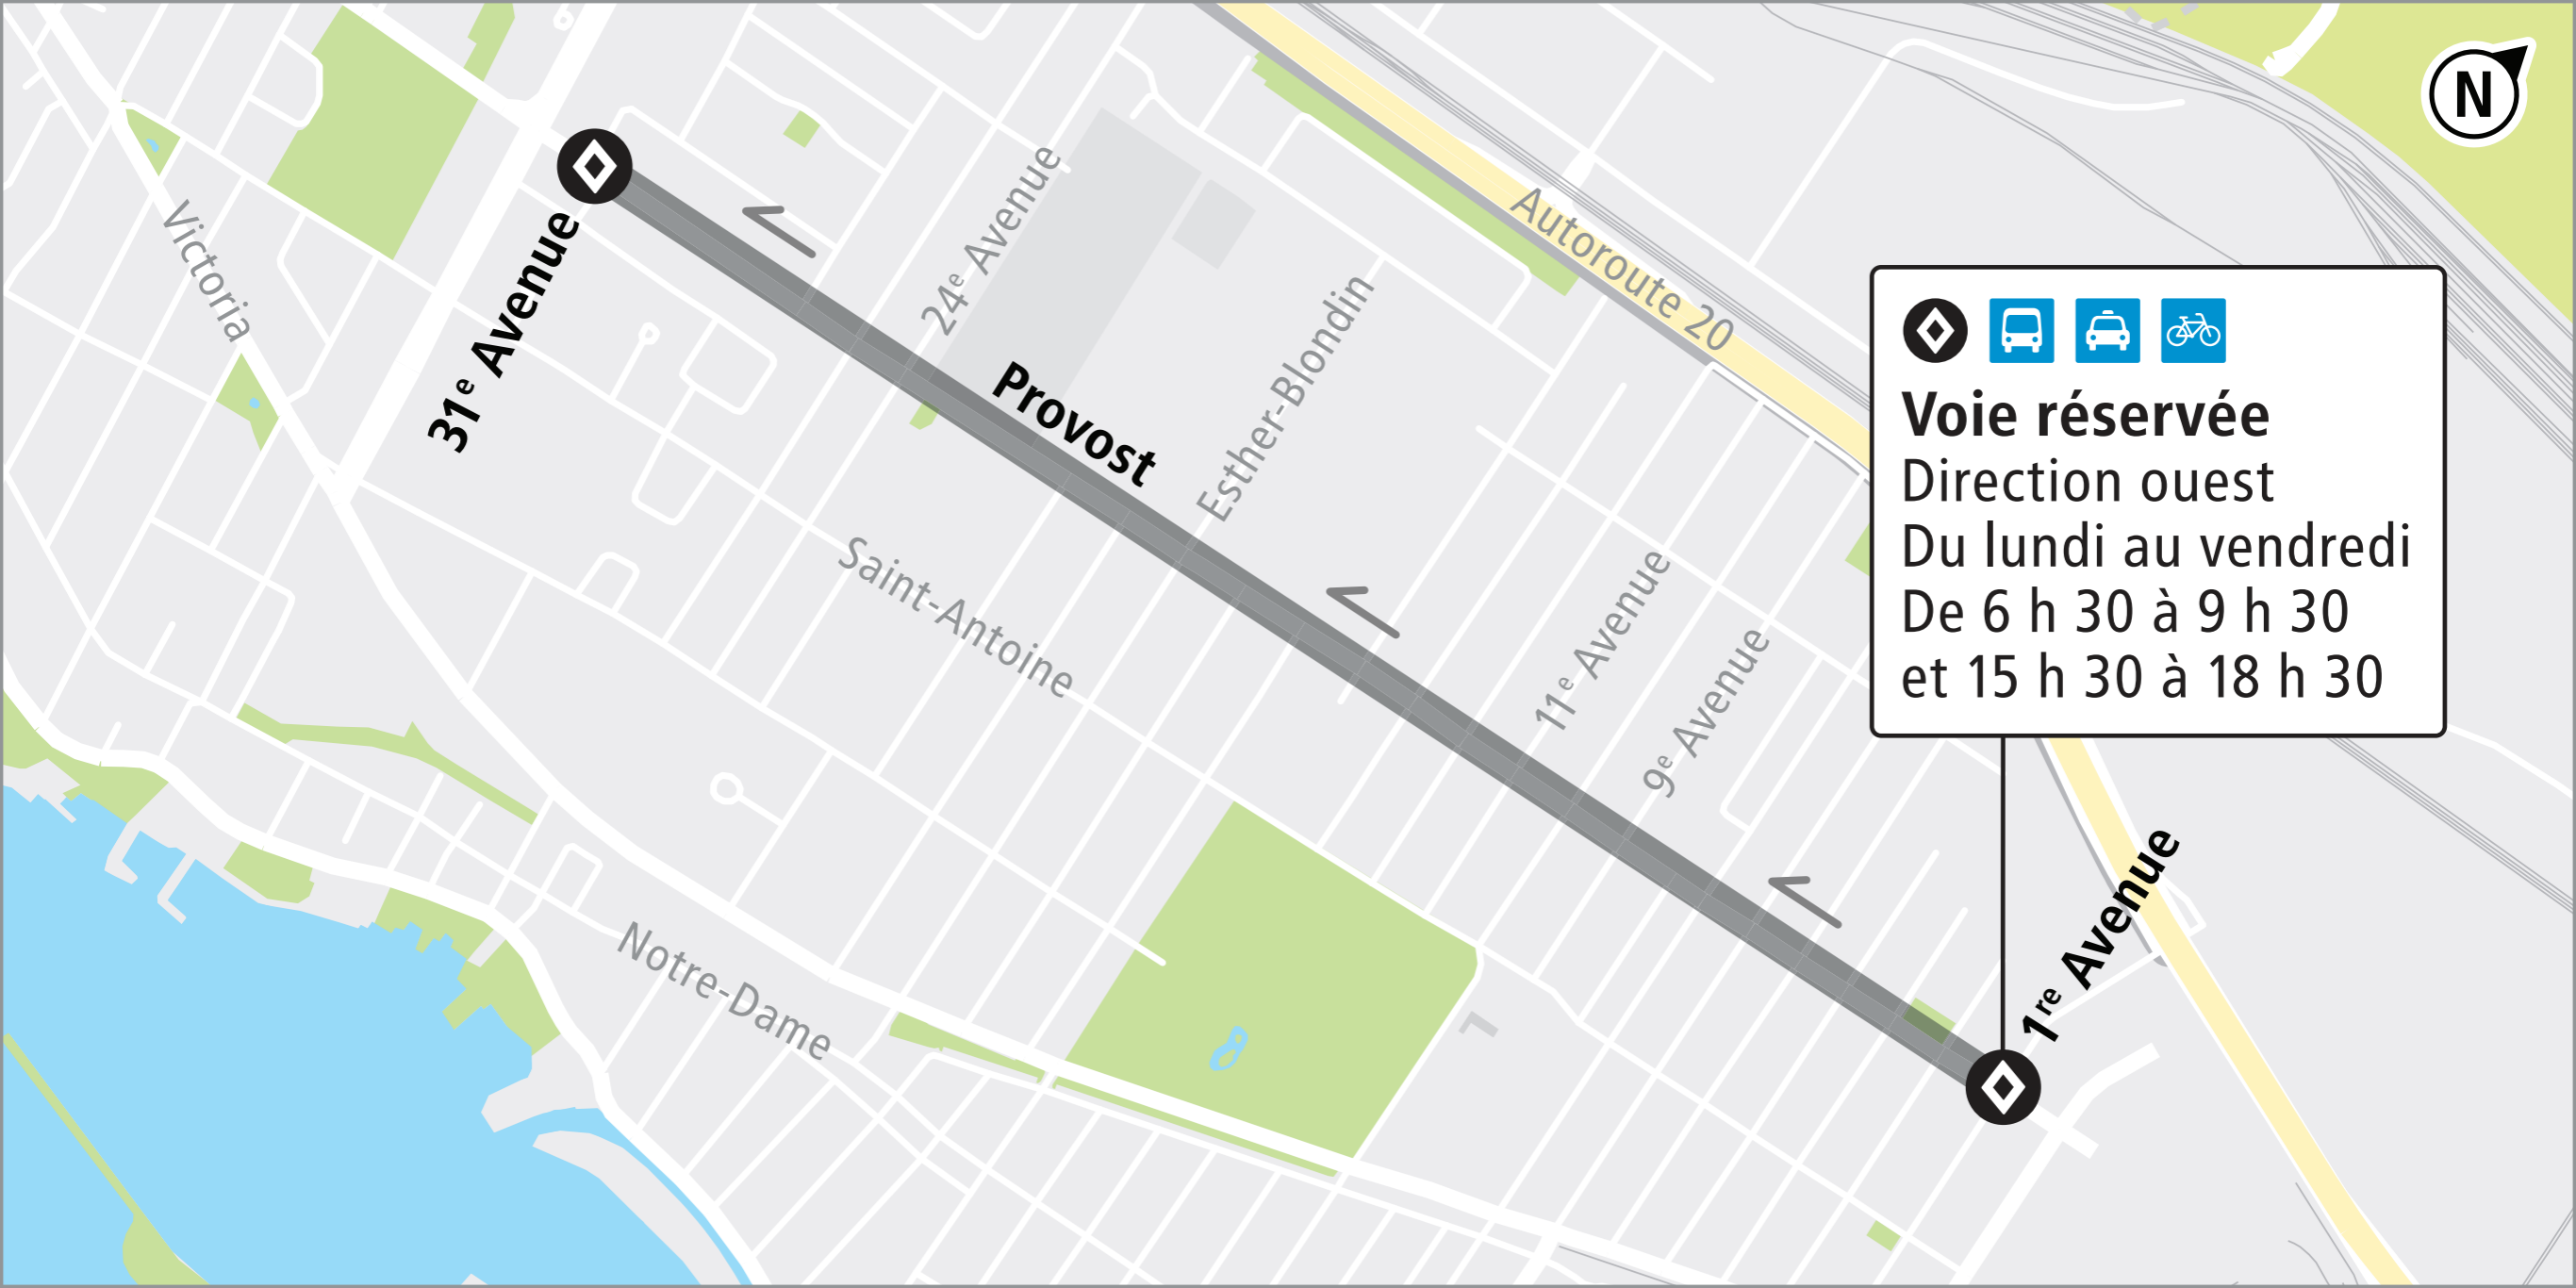 N
Victoria
31e Avenue
24e Avenue
Provost
Esther-Blondin
Autoroute 20
Saint-Antoine
11e Avenue
9e Avenue
Notre-Dame
1re Avenue
Voie réservée
Direction ouest
Du lundi au vendredi
De 6 h 30 à 9 h 30
et 15 h 30 à 18 h 30